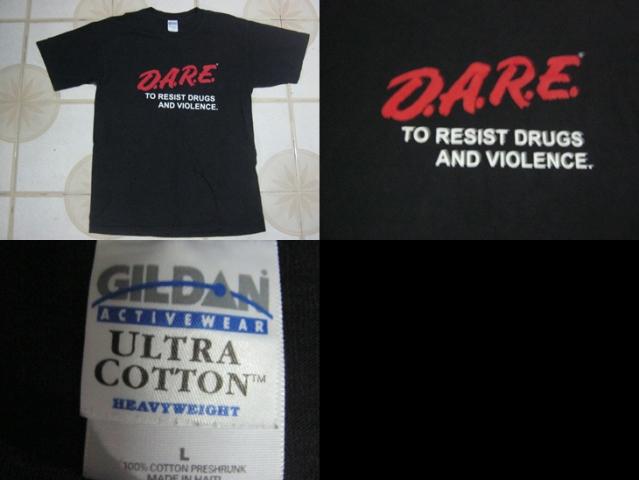 D.A.R.E.
TO RESIST DRUGS
AND VIOLENCE.
D.A.R.E.
TO RESIST DRUGS
AND VIOLENCE.
GILDAN
ACTIVEWEAR
ULTRA
COTTON™
HEAVYWEIGHT
L
100% COTTON PRESHRUNK
MADE IN HAITI